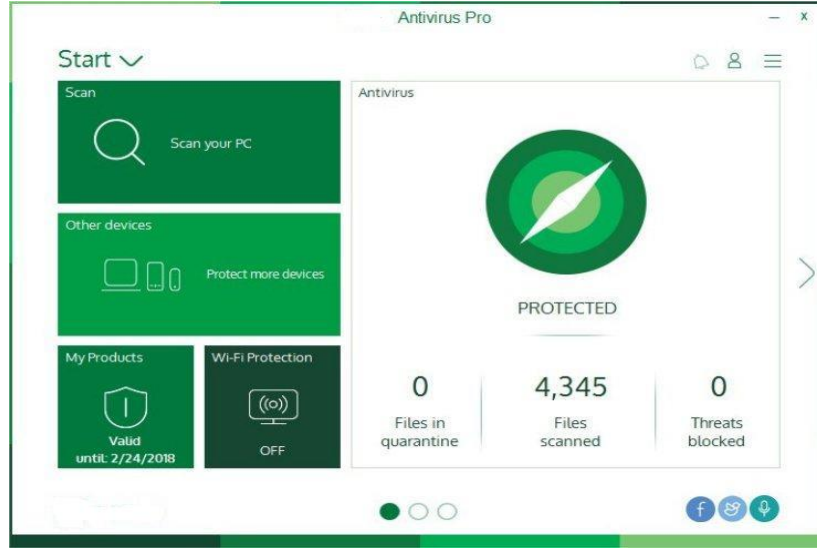 Antivirus Pro
Start
Scan
Scan your PC
Other devices
Protect more devices
My Products
Valid
until: 2/24/2018
Wi-Fi Protection
OFF
Antivirus
PROTECTED
0
Files in
quarantine
4,345
Files
scanned
0
Threats
blocked